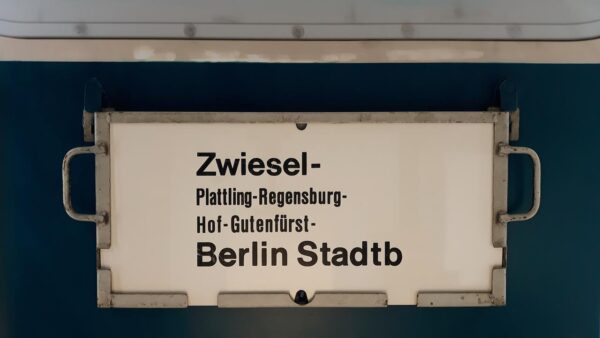 Zwiesel-
Plattling-Regensburg-
Hof-Gutenfürst-
Berlin Stadtb